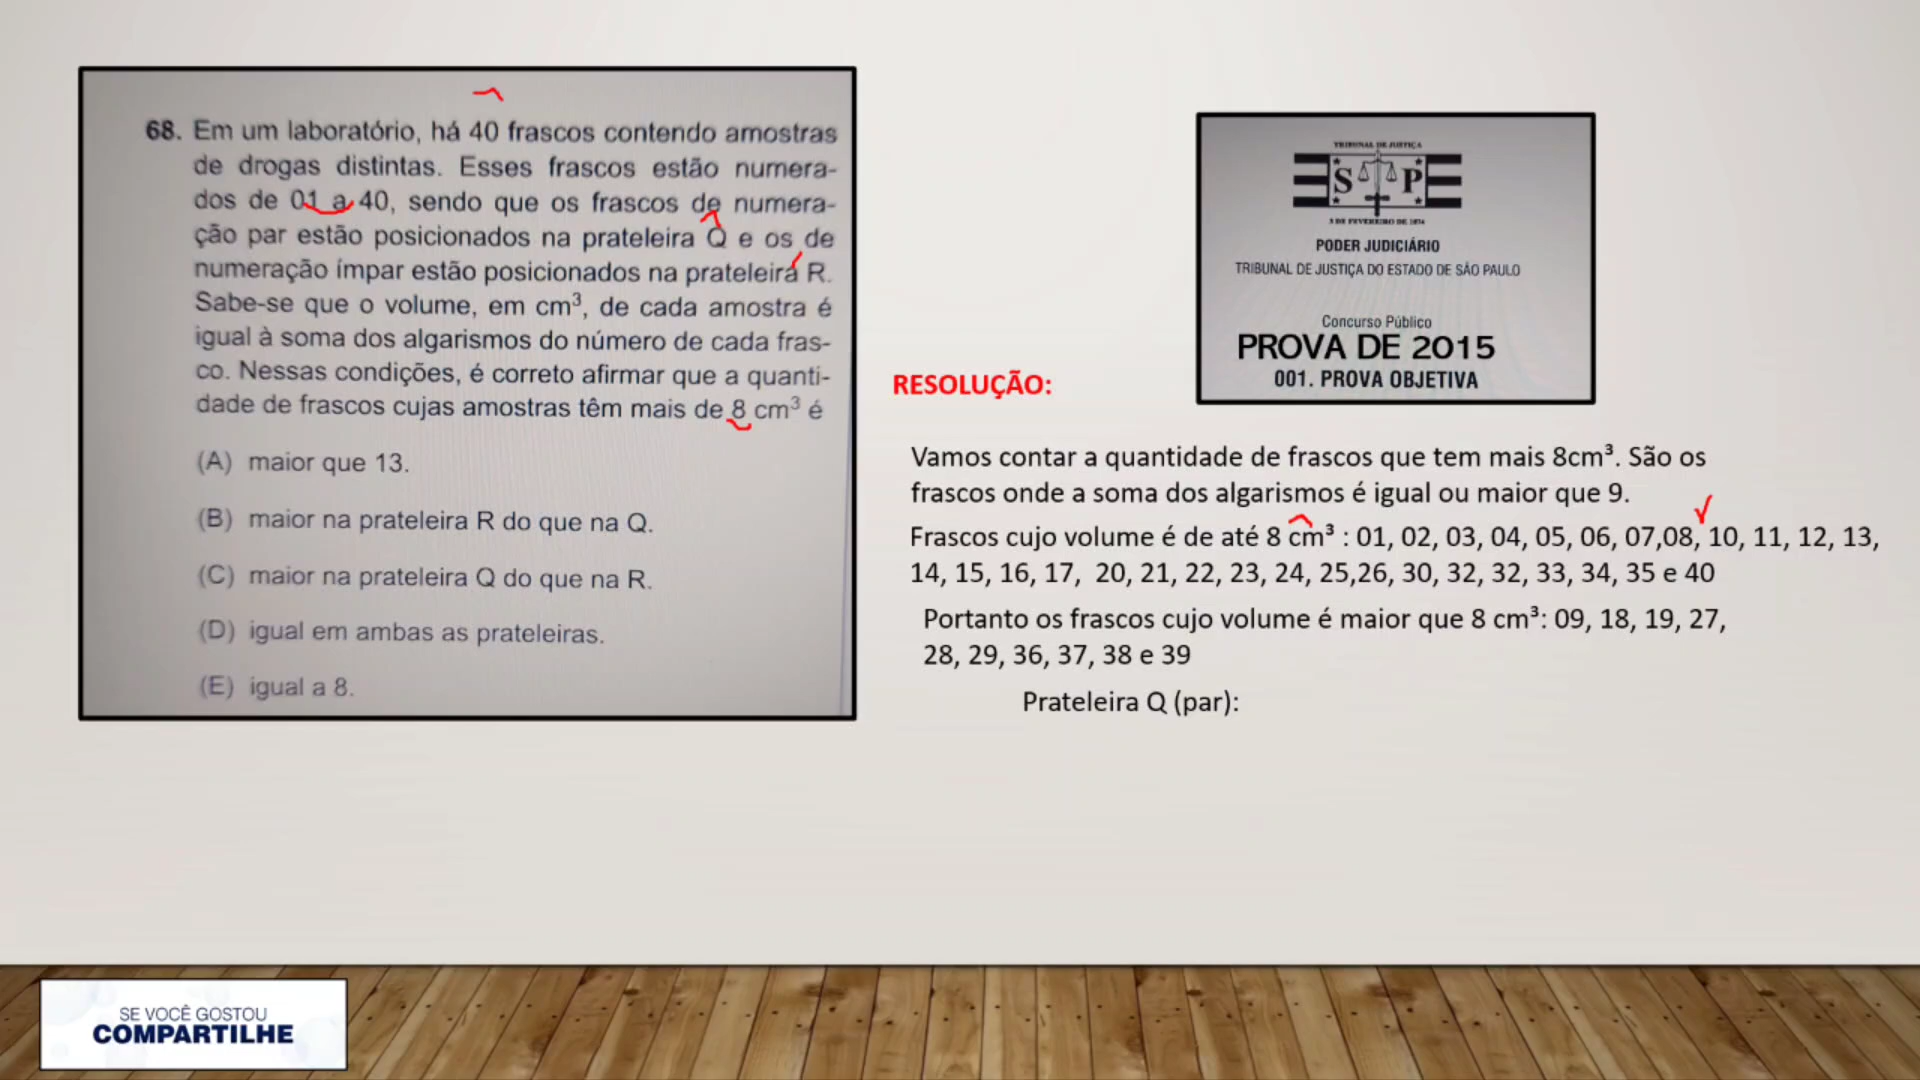 68. Em um laboratório, há 40 frascos contendo amostras
de drogas distintas. Esses frascos estão numera-
dos de 01 a 40, sendo que os frascos de numera-
ção par estão posicionados na prateleira Q e os de
numeração ímpar estão posicionados na prateleira R.
Sabe-se que o volume, em cm³, de cada amostra é
igual à soma dos algarismos do número de cada fras-
co. Nessas condições, é correto afirmar que a quanti-
dade de frascos cujas amostras têm mais de 8 cm³ é
(A) maior que 13.
(B) maior na prateleira R do que na Q.
(C) maior na prateleira Q do que na R.
(D) igual em ambas as prateleiras.
(E) igual a 8.
TRIBUNAL DE JUSTIÇA
S P
3 DE FEVEREIRO DE 1874
PODER JUDICIÁRIO
TRIBUNAL DE JUSTIÇA DO ESTADO DE SÃO PAULO
Concurso Público
PROVA DE 2015
001. PROVA OBJETIVA
RESOLUÇÃO:
Vamos contar a quantidade de frascos que tem mais 8cm³. São os
frascos onde a soma dos algarismos é igual ou maior que 9.
Frascos cujo volume é de até 8 cm³ : 01, 02, 03, 04, 05, 06, 07,08, 10, 11, 12, 13,
14, 15, 16, 17, 20, 21, 22, 23, 24, 25,26, 30, 32, 32, 33, 34, 35 e 40
Portanto os frascos cujo volume é maior que 8 cm³: 09, 18, 19, 27,
28, 29, 36, 37, 38 e 39
Prateleira Q (par):
SE VOCÊ GOSTOU
COMPARTILHE